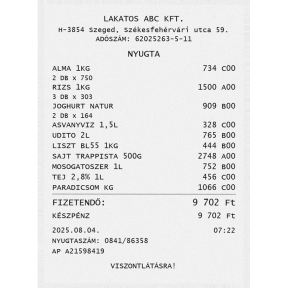 LAKATOS ABC KFT.
H-3854 Szeged, Székesfehérvári utca 59.
ADÓSZÁM: 62025263-5-11
NYUGTA
ALMA 1KG 734 C00
2 DB x 750
RIZS 1KG 1500 A00
3 DB x 303
JOGHURT NATUR 909 B00
2 DB x 164
ASVANYVIZ 1,5L 328 C00
UDITO 2L 765 B00
LISZT BL55 1KG 444 B00
SAJT TRAPPISTA 500G 2748 A00
MOSOGATOSZER 1L 752 B00
TEJ 2,8% 1L 456 C00
PARADICSOM KG 1066 C00
FIZETENDŐ: 9 702 Ft
KÉSZPÉNZ 9 702 Ft
2025.08.04. 07:22
NYUGTASZÁM: 0841/86358
AP A21598419
VISZONTLÁTÁSRA!